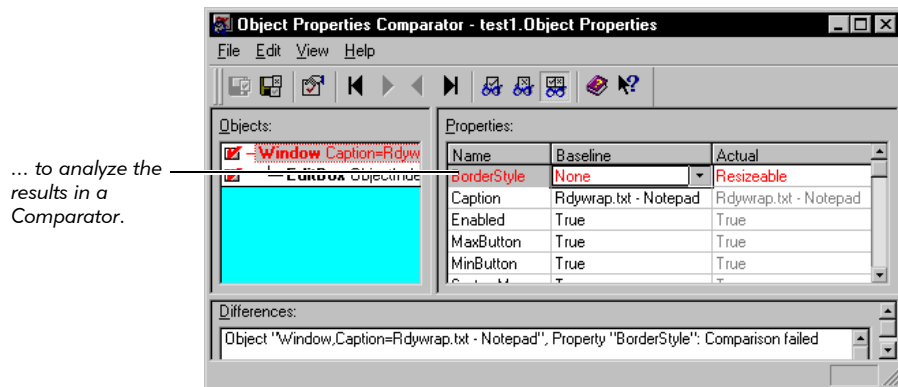 Object Properties Comparator - test1.Object Properties
File Edit View Help
... to analyze the
results in a
Comparator.
Objects:
Window Caption=Rdyw
EditBox ObjectInde
Properties:
Name Baseline Actual
BorderStyle None Resizeable
Caption Rdywrap.txt - Notepad Rdywrap.txt - Notepad
Enabled True True
MaxButton True True
MinButton True True
Differences:
Object "Window,Caption=Rdywrap.txt - Notepad", Property "BorderStyle": Comparison failed